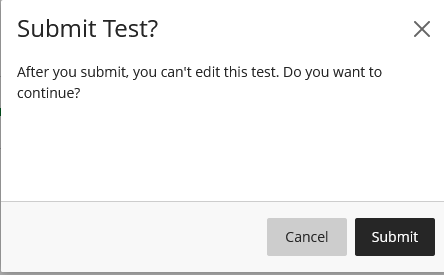 Submit Test?
After you submit, you can't edit this test. Do you want to
continue?
Cancel
Submit